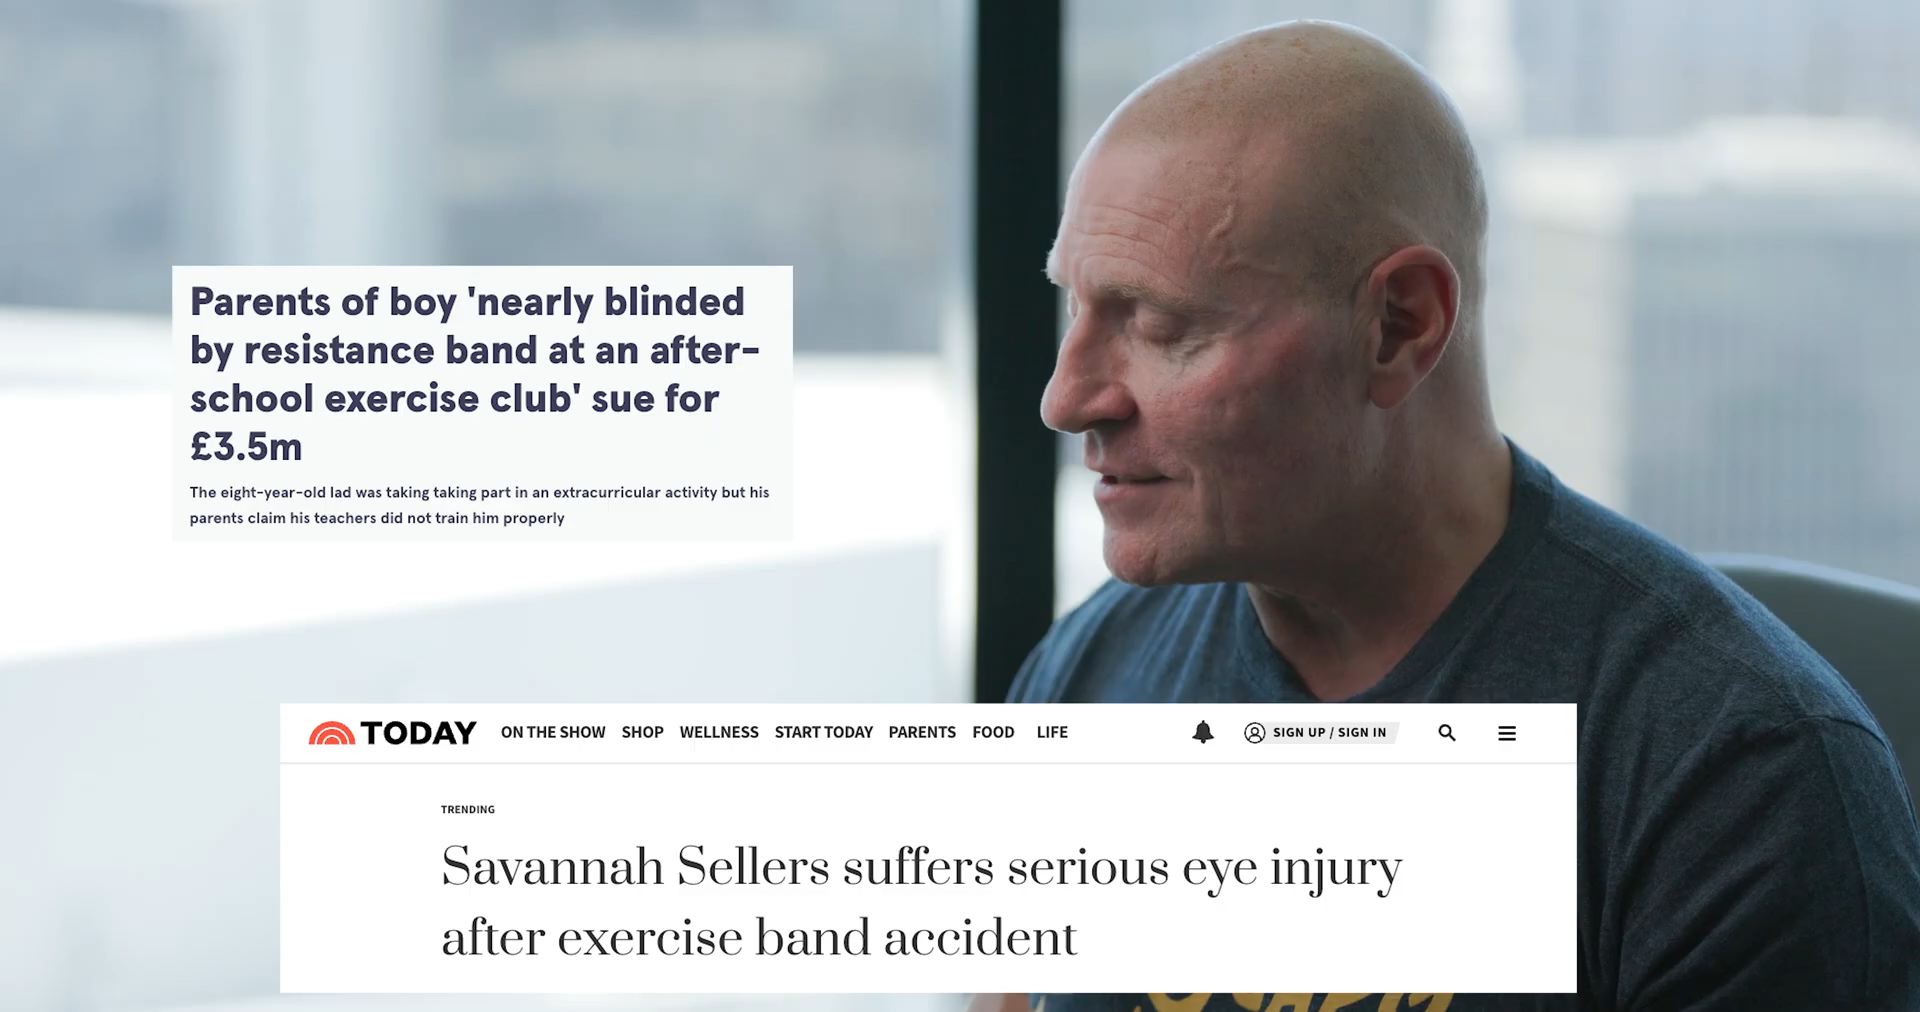 Parents of boy 'nearly blinded
by resistance band at an after-
school exercise club' sue for
£3.5m
The eight-year-old lad was taking taking part in an extracurricular activity but his
parents claim his teachers did not train him properly
TODAY ON THE SHOW SHOP WELLNESS START TODAY PARENTS FOOD LIFE SIGN UP / SIGN IN
TRENDING
Savannah Sellers suffers serious eye injury
after exercise band accident